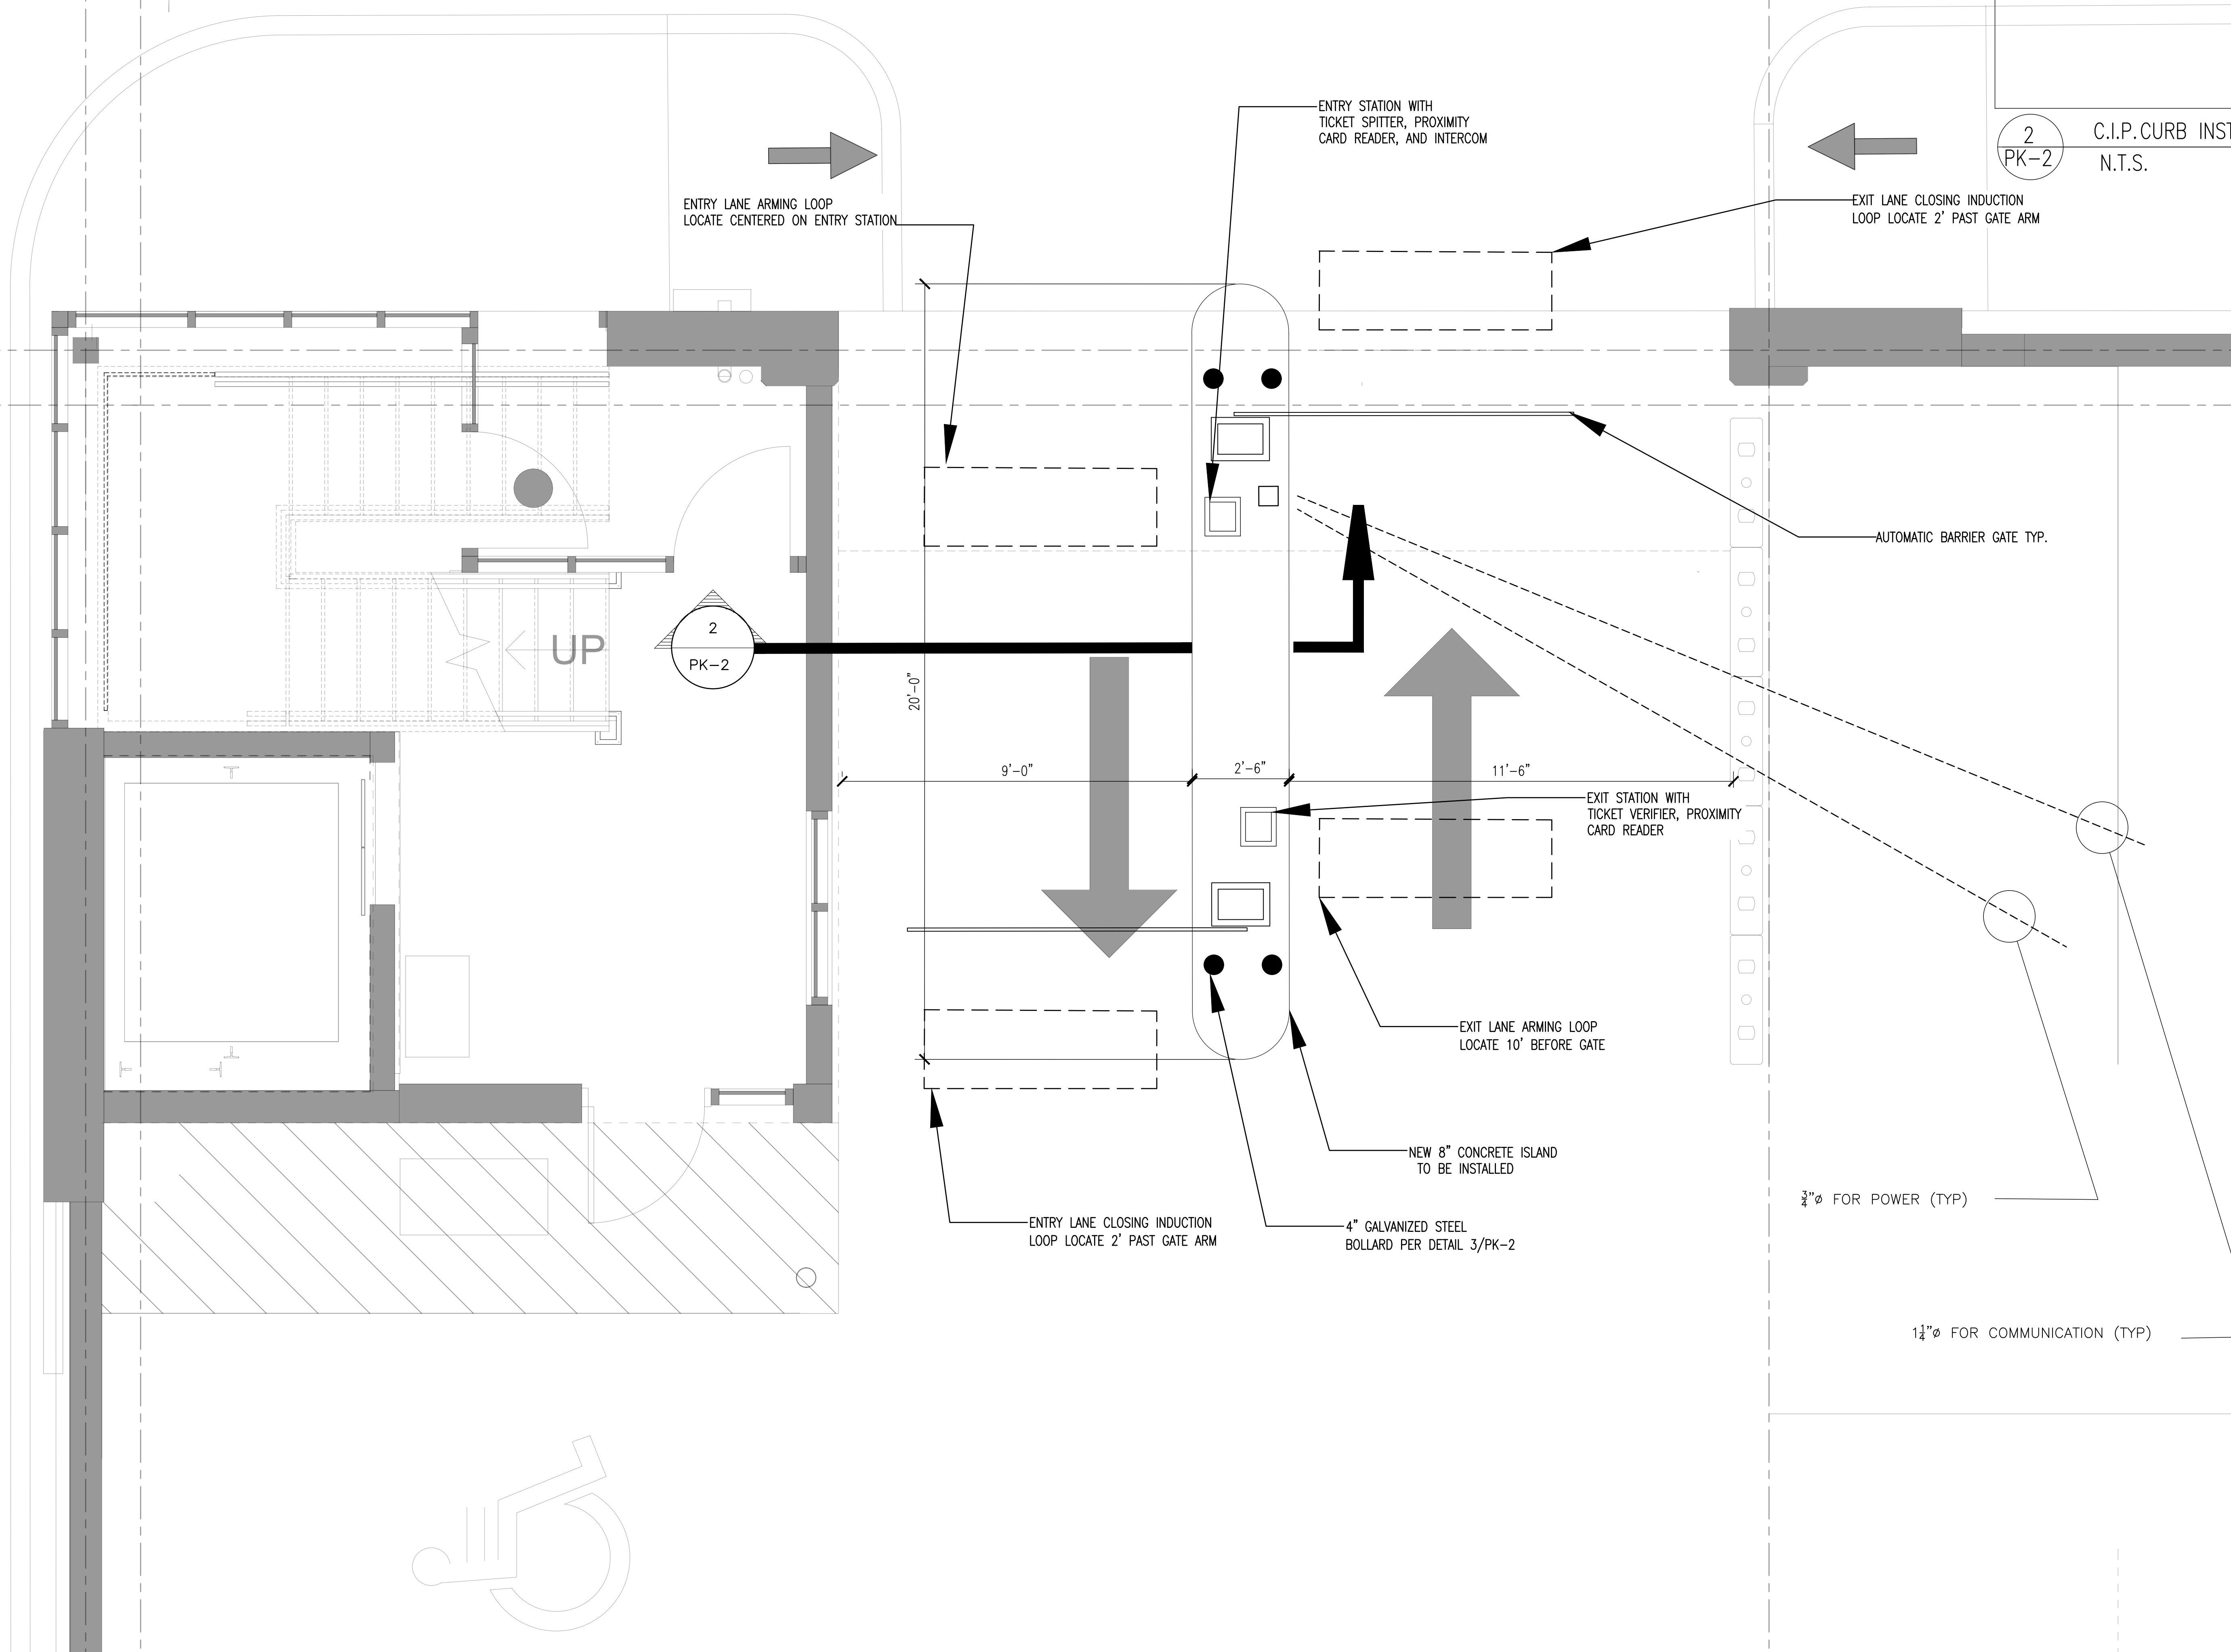 ENTRY STATION WITH
TICKET SPITTER, PROXIMITY
CARD READER, AND INTERCOM
2
PK-2
C.I.P.CURB INST
N.T.S.
ENTRY LANE ARMING LOOP
LOCATE CENTERED ON ENTRY STATION
EXIT LANE CLOSING INDUCTION
LOOP LOCATE 2' PAST GATE ARM
AUTOMATIC BARRIER GATE TYP.
UP
2
PK-2
20'-0"
9'-0"
2'-6"
11'-6"
EXIT STATION WITH
TICKET VERIFIER, PROXIMITY
CARD READER
EXIT LANE ARMING LOOP
LOCATE 10' BEFORE GATE
NEW 8" CONCRETE ISLAND
TO BE INSTALLED
3/4"ø FOR POWER (TYP)
ENTRY LANE CLOSING INDUCTION
LOOP LOCATE 2' PAST GATE ARM
4" GALVANIZED STEEL
BOLLARD PER DETAIL 3/PK-2
1 1/4"ø FOR COMMUNICATION (TYP)